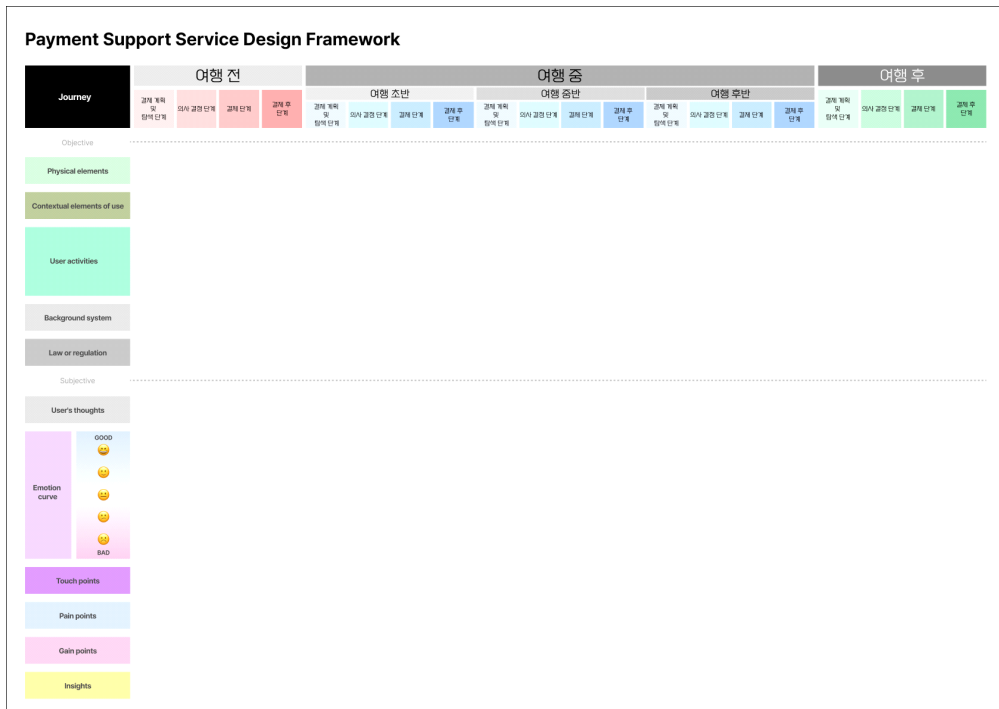 Payment Support Service Design Framework
Journey
여행 전
여행 중
여행 후
여행 초반
여행 중반
여행 후반
결제 계획
및
탐색 단계
의사 결정 단계
결제 단계
결제 후
단계
결제 계획
및
탐색 단계
의사 결정 단계
결제 단계
결제 후
단계
결제 계획
및
탐색 단계
의사 결정 단계
결제 단계
결제 후
단계
결제 계획
및
탐색 단계
의사 결정 단계
결제 단계
결제 후
단계
결제 계획
및
탐색 단계
의사 결정 단계
결제 단계
결제 후
단계
Objective
Physical elements
Contextual elements of use
User activities
Background system
Law or regulation
Subjective
User's thoughts
Emotion
curve
GOOD
BAD
Touch points
Pain points
Gain points
Insights